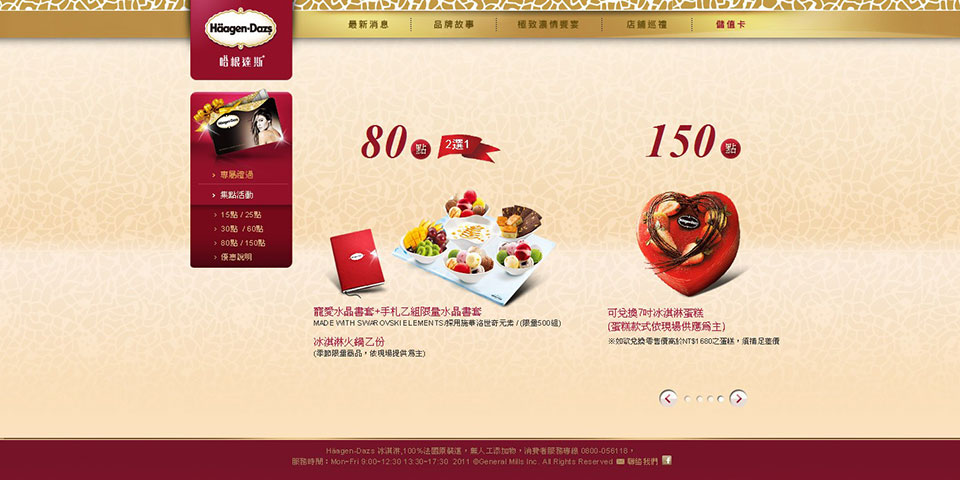 最新消息
品牌故事
極致濃情饗宴
店鋪巡禮
儲值卡
Häagen-Dazs
哈根達斯
Häagen-Dazs
專屬禮遇
集點活動
15點 / 25點
30點 / 60點
80點 / 150點
優惠說明
80點
2選1
150點
Häagen-Dazs
寵愛水晶書套+手札乙組限量水晶書套
MADE WITH SWAROVSKI ELEMENTS/採用施華洛世奇元素 / (限量500組)
冰淇淋火鍋乙份
(季節限量商品，依現場提供為主)
可兌換7吋冰淇淋蛋糕
(蛋糕款式依現場供應為主)
※如欲兌換零售價高於NT$1680之蛋糕，須補足差價
Häagen-Dazs 冰淇淋,100%法國原裝進，無人工添加物，消費者服務專線 0800-056118，
服務時間：Mon~Fri 9:00~12:30 13:30~17:30 2011 ©General Mills Inc. All Rights Reserved 聯絡我們